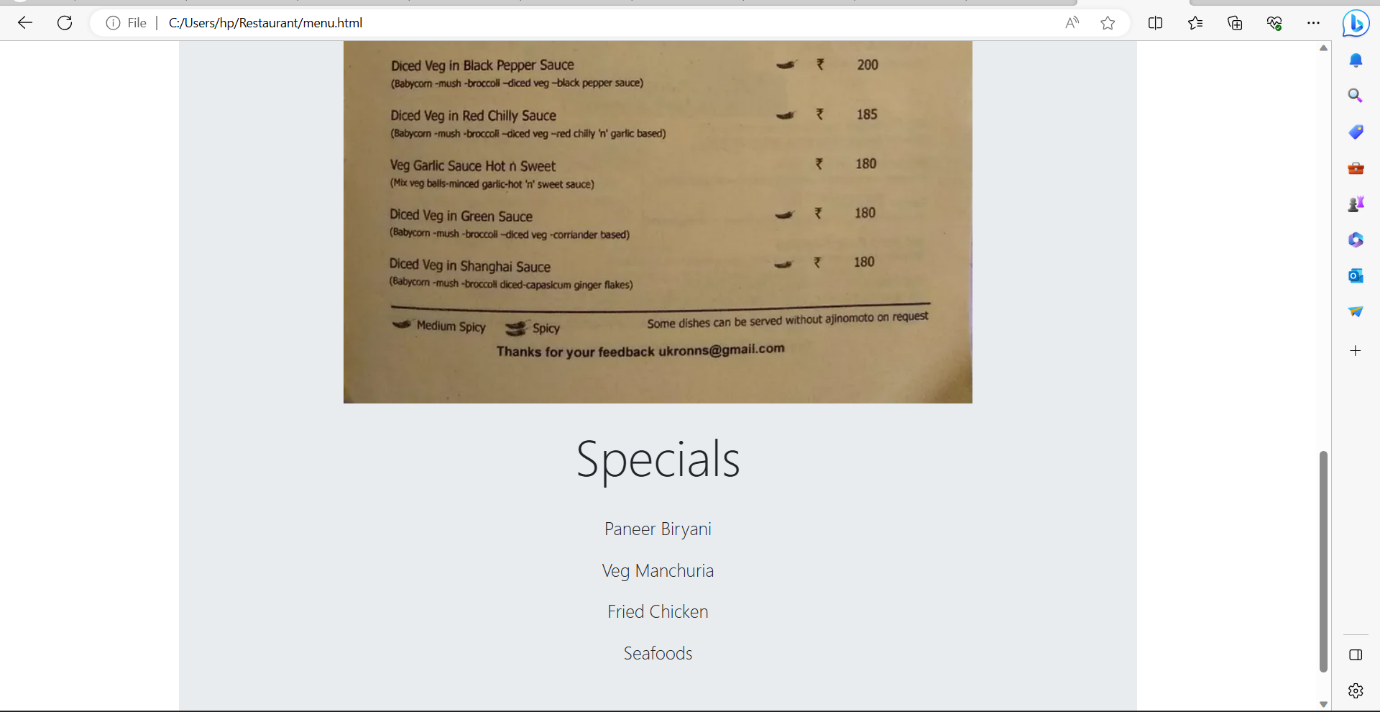 File | C:/Users/hp/Restaurant/menu.html
Diced Veg in Black Pepper Sauce ₹ 200
(Babycorn -mush -broccoli –diced veg –black pepper sauce)
Diced Veg in Red Chilly Sauce ₹ 185
(Babycorn -mush -broccoli –diced veg –red chilly 'n' garlic based)
Veg Garlic Sauce Hot n Sweet ₹ 180
(Mix veg balls-minced garlic-hot 'n' sweet sauce)
Diced Veg in Green Sauce ₹ 180
(Babycorn -mush -broccoli –diced veg -corriander based)
Diced Veg in Shanghai Sauce ₹ 180
(Babycorn -mush -broccoli diced-capasicum ginger flakes)
Medium Spicy Spicy Some dishes can be served without ajinomoto on request
Thanks for your feedback ukronns@gmail.com
Specials
Paneer Biryani
Veg Manchuria
Fried Chicken
Seafoods